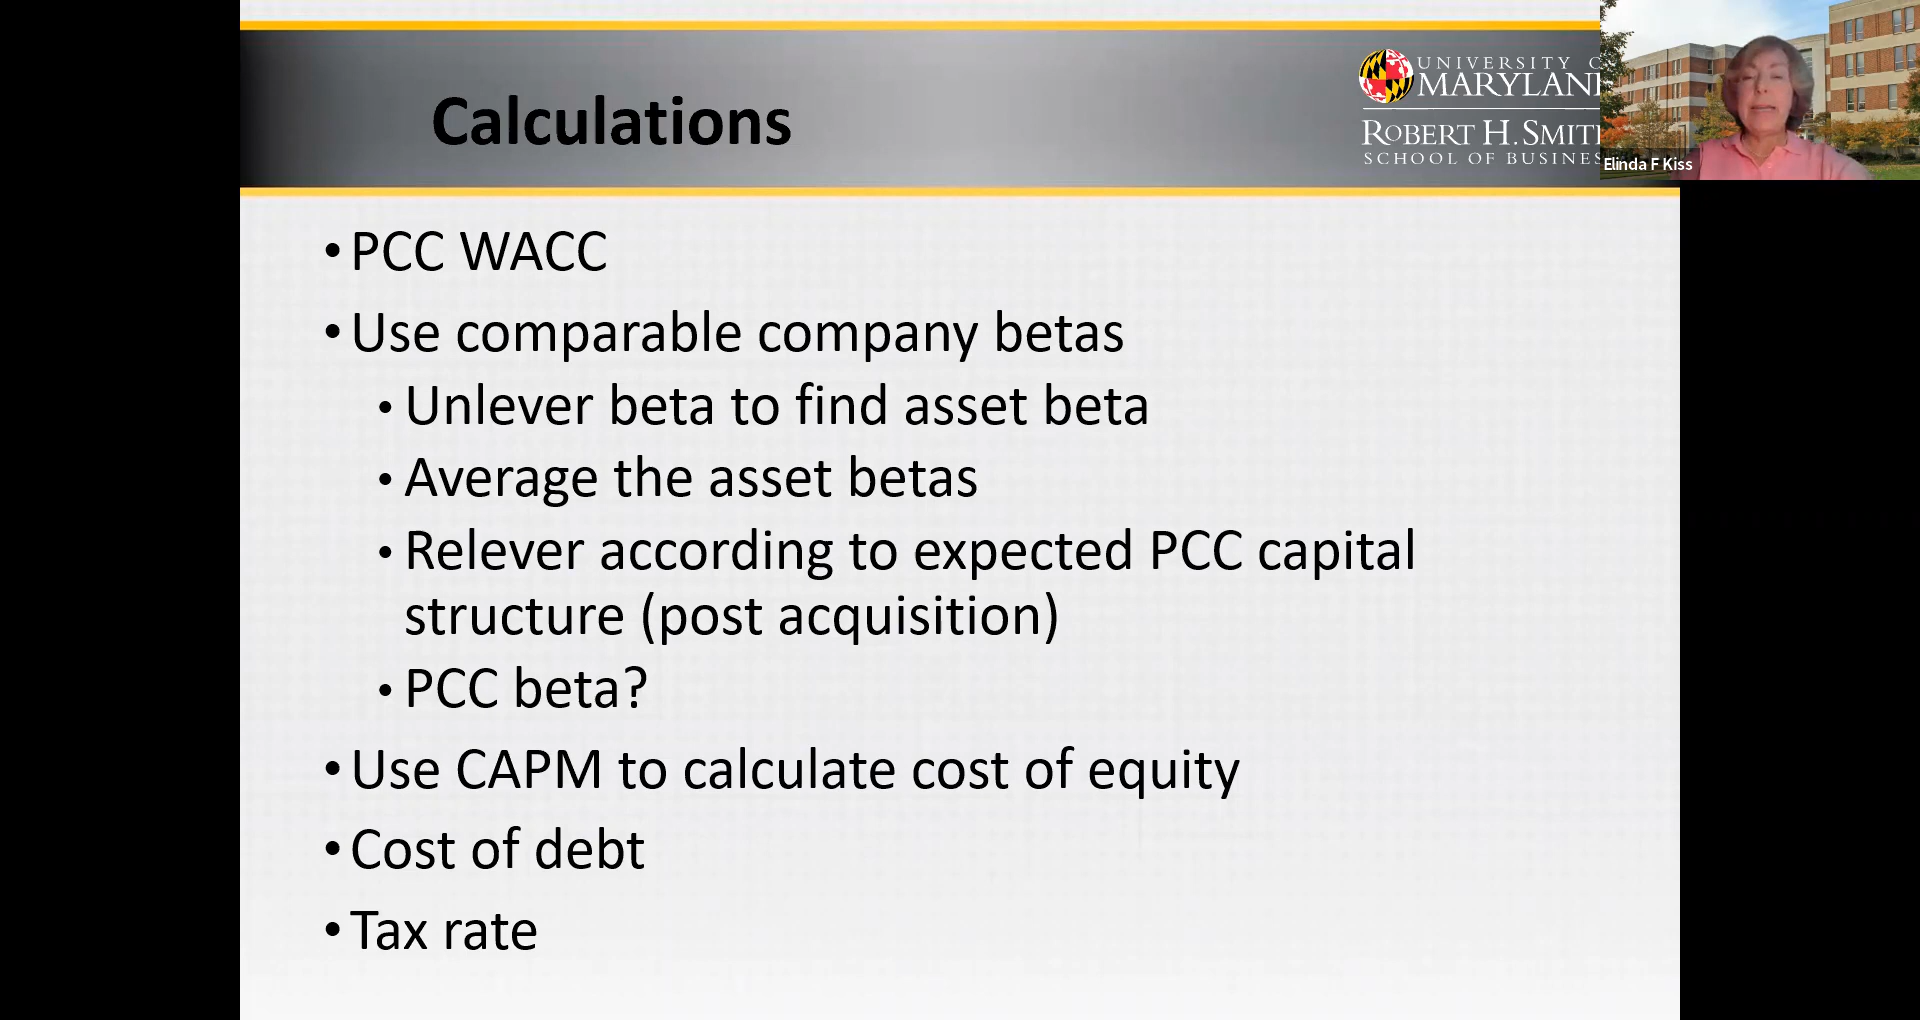 Calculations
UNIVERSITY
MARYLAN
ROBERT H. SMIT
SCHOOL OF BUSINES
Elinda F Kiss
• PCC WACC
• Use comparable company betas
• Unlever beta to find asset beta
• Average the asset betas
• Relever according to expected PCC capital
structure (post acquisition)
• PCC beta?
• Use CAPM to calculate cost of equity
• Cost of debt
• Tax rate